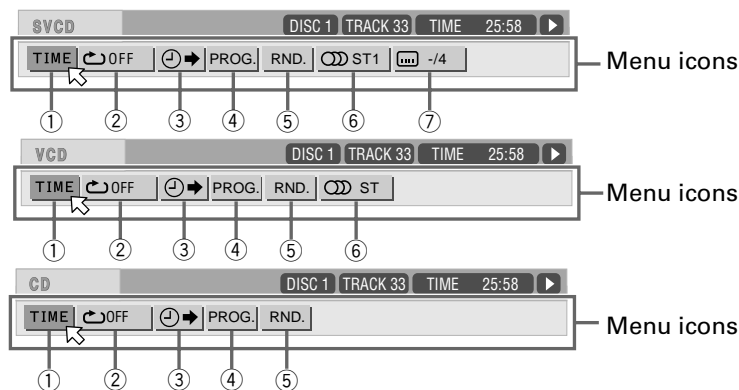 SVCD DISC 1 TRACK 33 TIME 25:58
TIME OFF PROG. RND. ST1 -/4 Menu icons
① ② ③ ④ ⑤ ⑥ ⑦
VCD DISC 1 TRACK 33 TIME 25:58
TIME OFF PROG. RND. ST Menu icons
① ② ③ ④ ⑤ ⑥
CD DISC 1 TRACK 33 TIME 25:58
TIME OFF PROG. RND. Menu icons
① ② ③ ④ ⑤